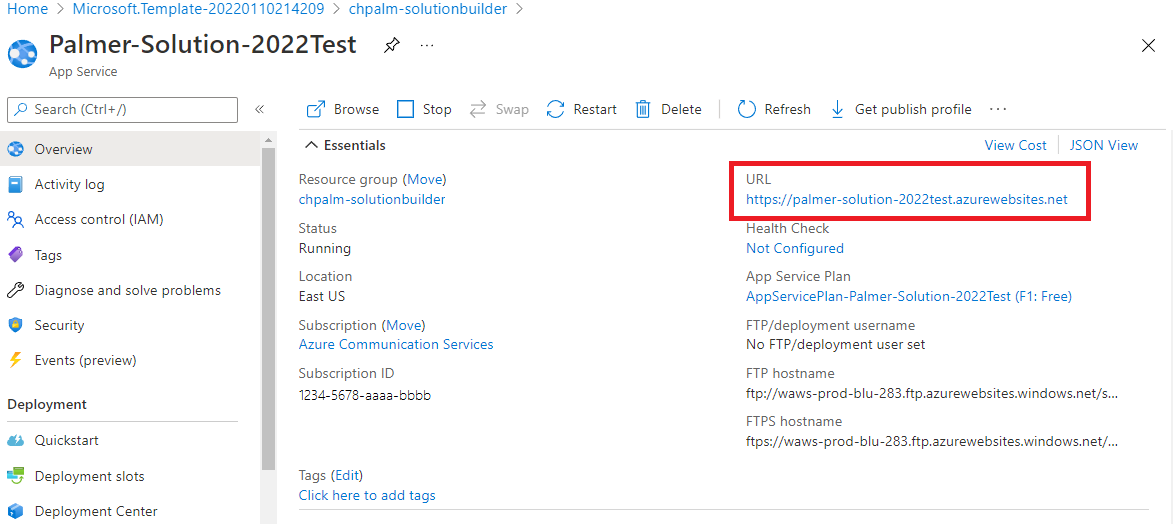 Home > Microsoft.Template-20220110214209 > chpalm-solutionbuilder >
Palmer-Solution-2022Test ...
App Service
Search (Ctrl+/)
Overview
Activity log
Access control (IAM)
Tags
Diagnose and solve problems
Security
Events (preview)
Deployment
Quickstart
Deployment slots
Deployment Center
Browse Stop Swap Restart Delete Refresh Get publish profile ...
Essentials
View Cost JSON View
Resource group (Move)
chpalm-solutionbuilder
Status
Running
Location
East US
Subscription (Move)
Azure Communication Services
Subscription ID
1234-5678-aaaa-bbbb
URL
https://palmer-solution-2022test.azurewebsites.net
Health Check
Not Configured
App Service Plan
AppServicePlan-Palmer-Solution-2022Test (F1: Free)
FTP/deployment username
No FTP/deployment user set
FTP hostname
ftp://waws-prod-blu-283.ftp.azurewebsites.windows.net/s...
FTPS hostname
ftps://waws-prod-blu-283.ftp.azurewebsites.windows.net/...
Tags (Edit)
Click here to add tags